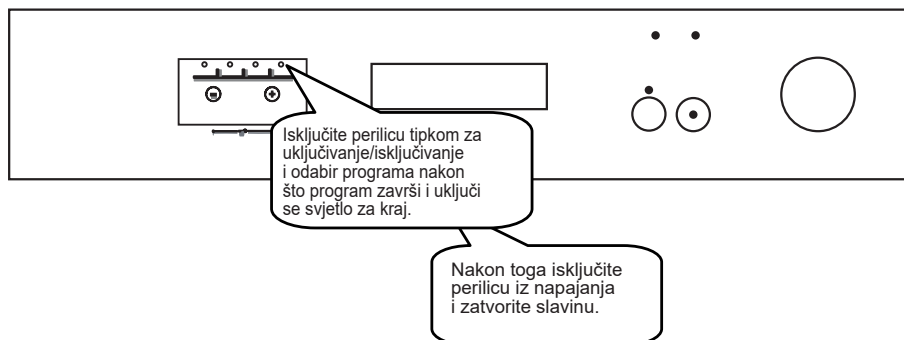 Isključite perilicu tipkom za
uključivanje/isključivanje
i odabir programa nakon
što program završi i uključi
se svjetlo za kraj.
Nakon toga isključite
perilicu iz napajanja
i zatvorite slavinu.